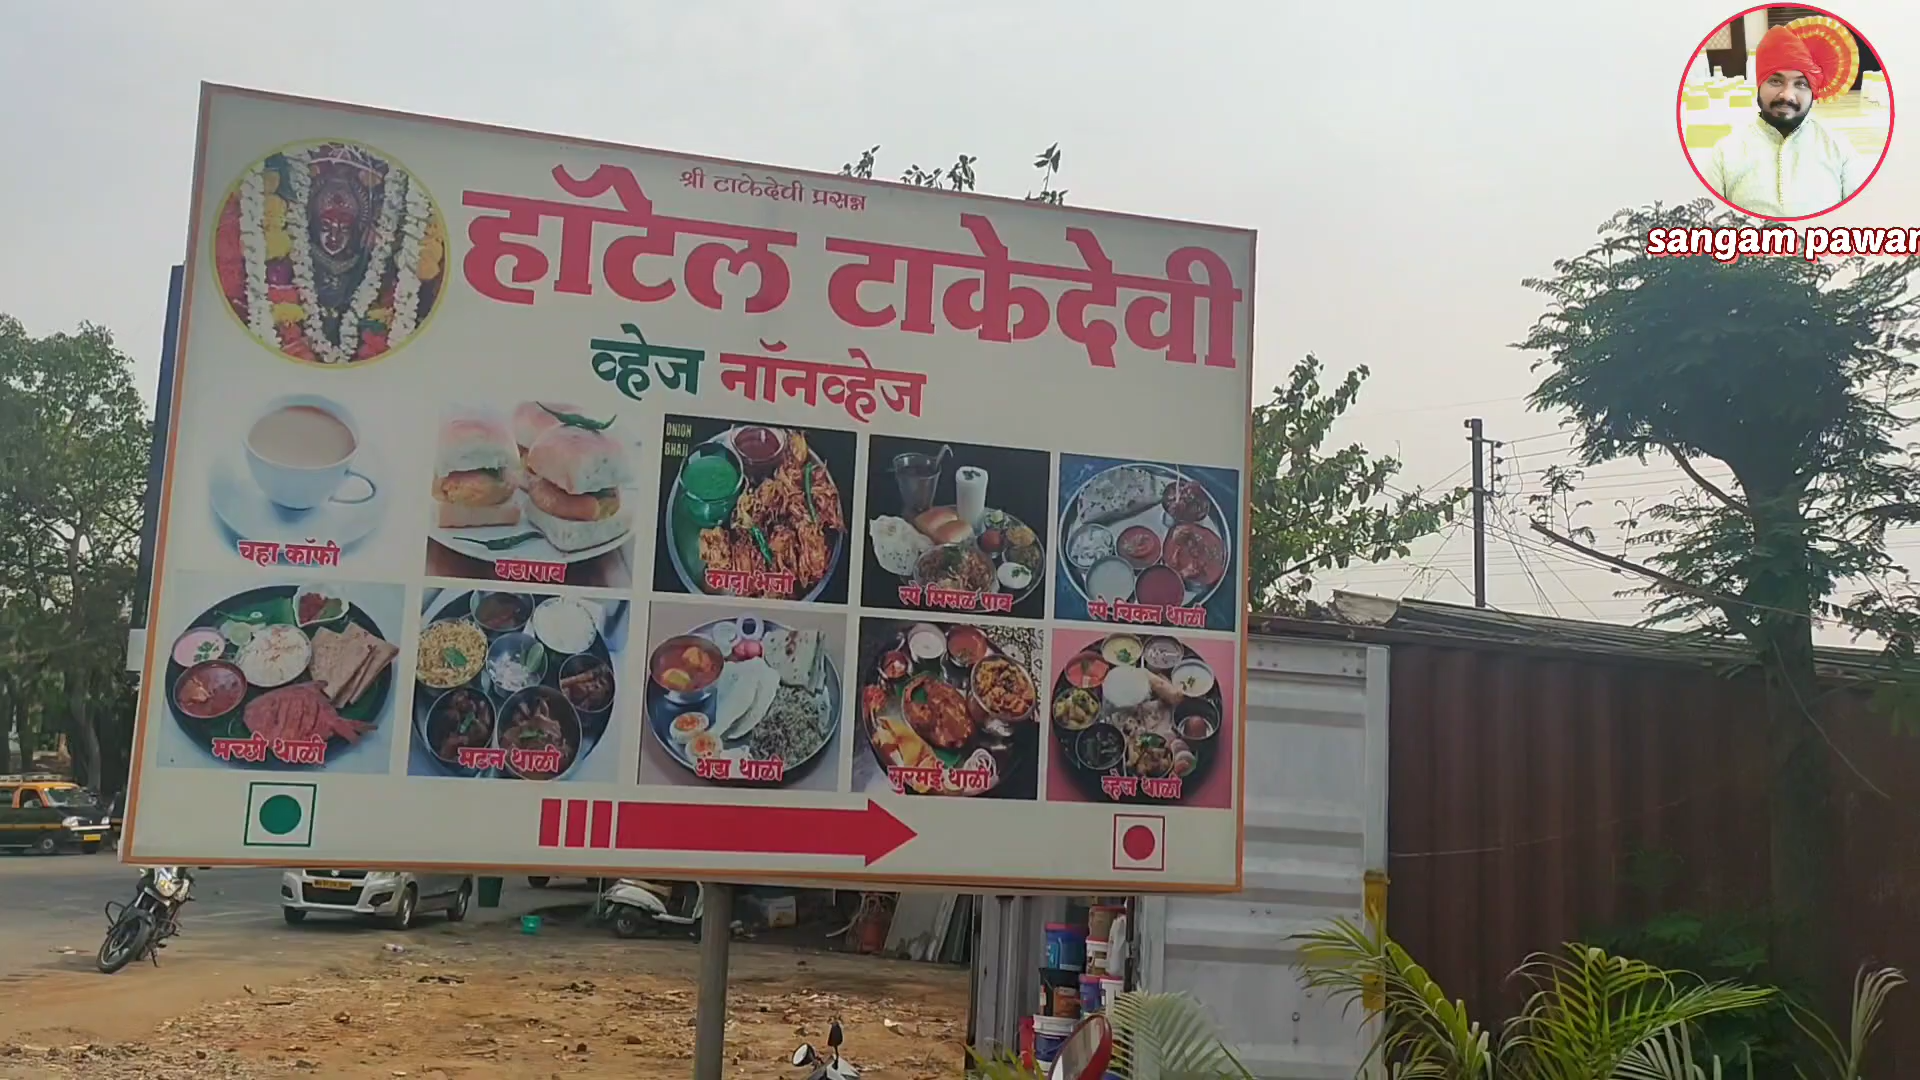 sangam pawar
श्री टाकेदेवी प्रसन्न
हॉटेल टाकेदेवी
व्हेज नॉनव्हेज
ONION
BHAJI
चहा कॉफी
वडापाव
कांदा भजी
स्पे मिसळ पाव
स्पे चिकन थाळी
मच्छी थाळी
मटन थाळी
अंडा थाळी
सुरमई थाळी
व्हेज थाळी